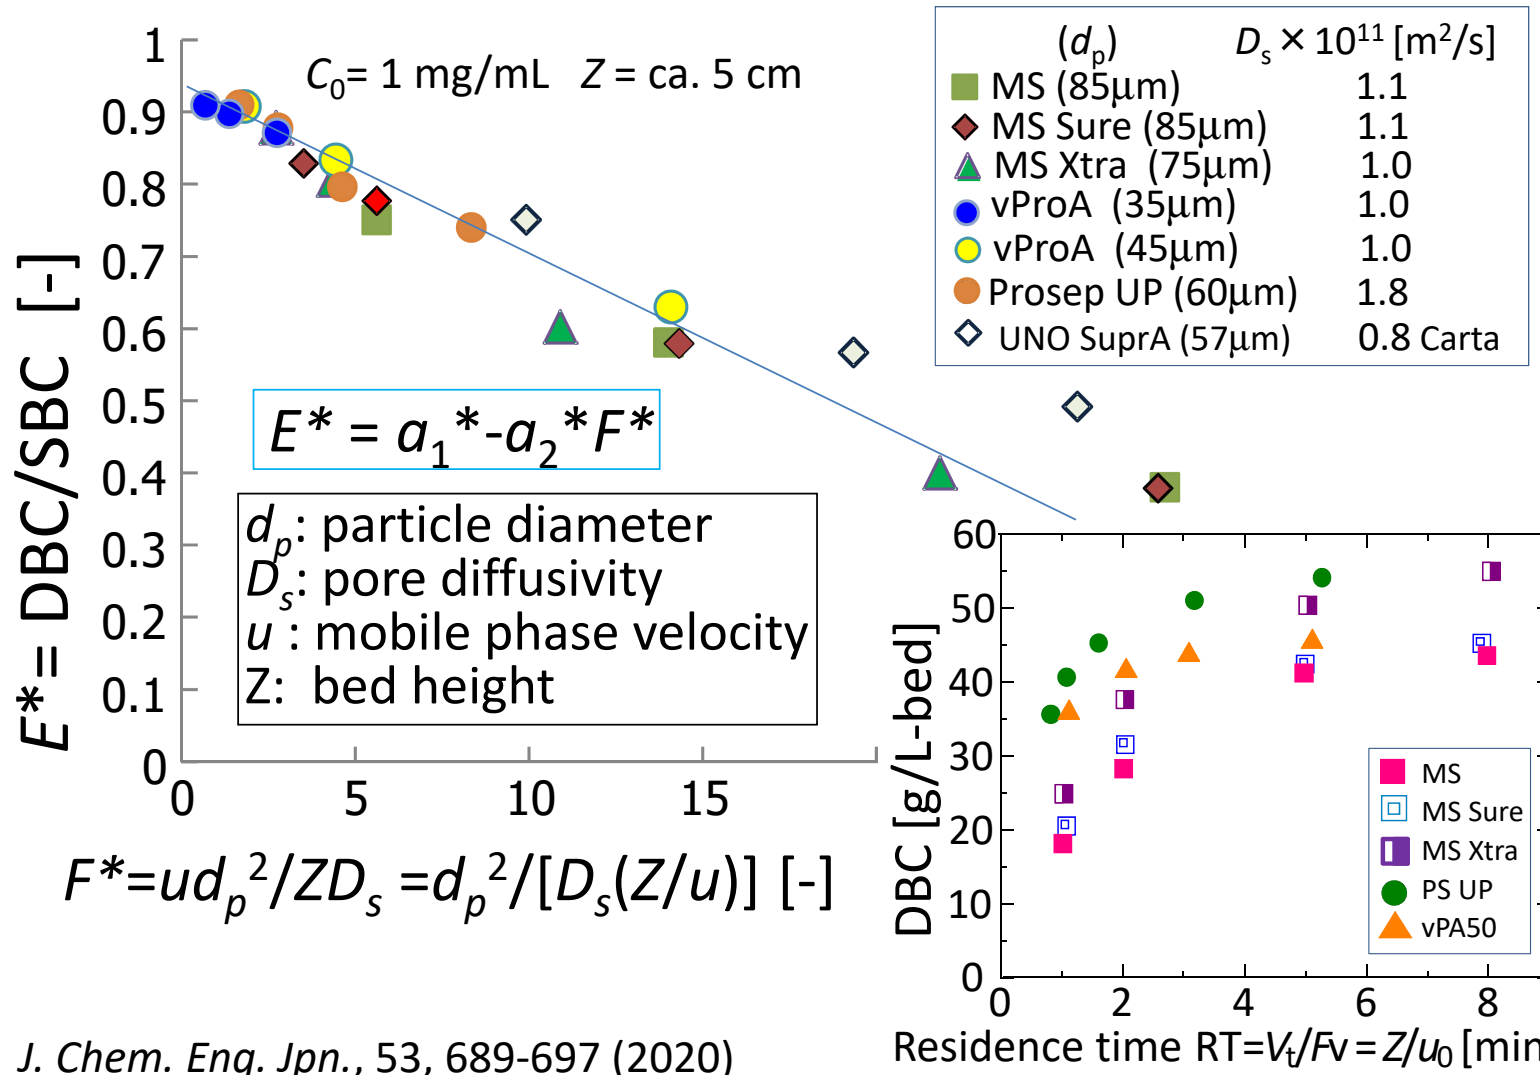 1
0.9
0.8
0.7
0.6
0.5
0.4
0.3
0.2
0.1
0
E*= DBC/SBC [-]
C₀= 1 mg/mL Z = ca. 5 cm
(dₚ) Dₛ × 10¹¹ [m²/s]
MS (85μm) 1.1
MS Sure (85μm) 1.1
MS Xtra (75μm) 1.0
vProA (35μm) 1.0
vProA (45μm) 1.0
Prosep UP (60μm) 1.8
UNO SuprA (57μm) 0.8 Carta
E* = a₁*-a₂*F*
dₚ: particle diameter
Dₛ: pore diffusivity
u : mobile phase velocity
Z: bed height
0 5 10 15
F*=udₚ²/ZDₛ =dₚ²/[Dₛ(Z/u)] [-]
60
50
40
30
20
10
0
DBC [g/L-bed]
MS
MS Sure
MS Xtra
PS UP
vPA50
0 2 4 6 8
Residence time RT=Vₜ/Fv = Z/u₀ [min
J. Chem. Eng. Jpn., 53, 689-697 (2020)